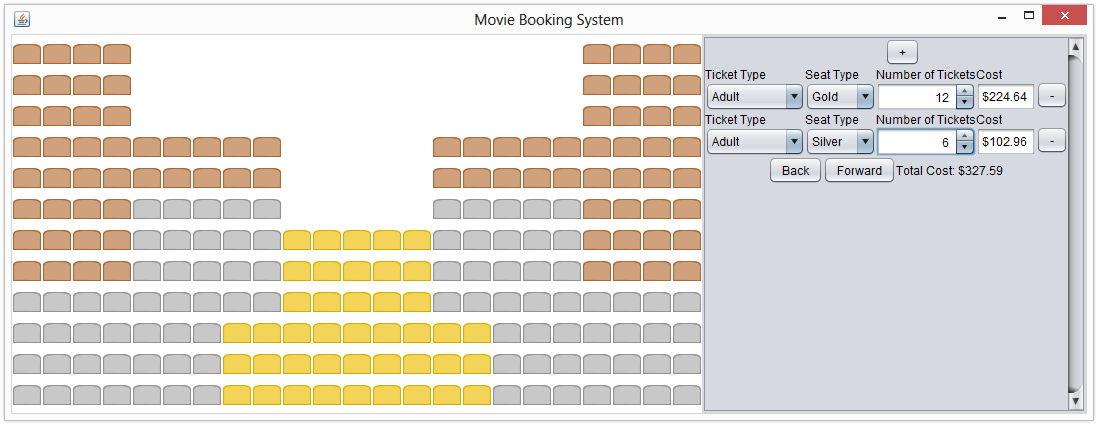 Movie Booking System
+
Ticket Type Seat Type Number of Tickets Cost
Adult Gold 12 $224.64 -
Ticket Type Seat Type Number of Tickets Cost
Adult Silver 6 $102.96 -
Back Forward Total Cost: $327.59